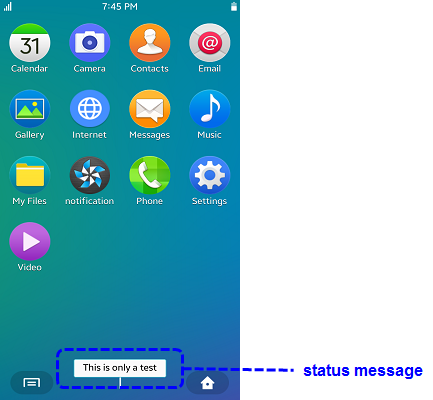 7:45 PM
31
Calendar Camera Contacts Email
Gallery Internet Messages Music
My Files notification Phone Settings
Video
This is only a test
status message